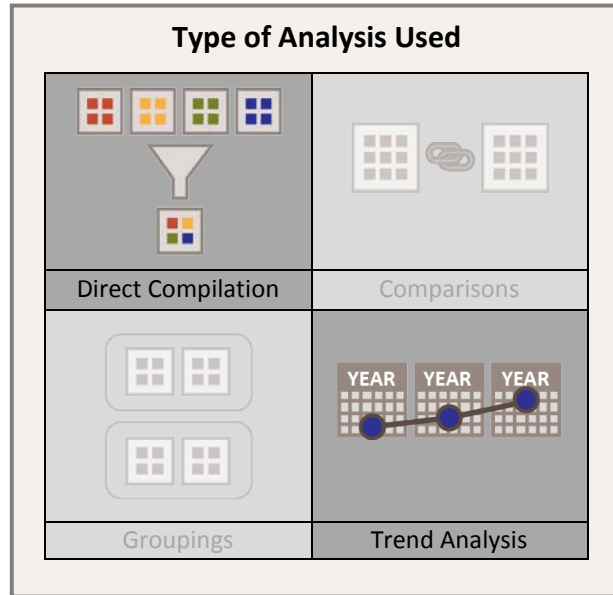 Type of Analysis Used
Direct Compilation
Comparisons
YEAR YEAR YEAR
Groupings
Trend Analysis